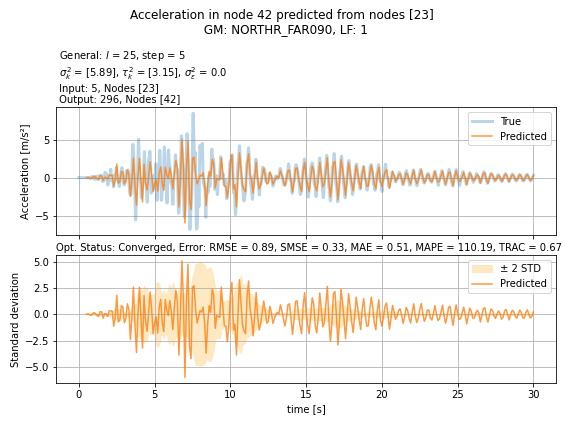 Acceleration in node 42 predicted from nodes [23]
GM: NORTHR_FAR090, LF: 1
General: l = 25, step = 5
σ²ₖ = [5.89], τ²ₖ = [3.15], σ²ε = 0.0
Input: 5, Nodes [23]
Output: 296, Nodes [42]
Acceleration [m/s²]
5
0
−5
True
Predicted
Opt. Status: Converged, Error: RMSE = 0.89, SMSE = 0.33, MAE = 0.51, MAPE = 110.19, TRAC = 0.67
Standard deviation
5.0
2.5
0.0
−2.5
−5.0
± 2 STD
Predicted
0 5 10 15 20 25 30
time [s]